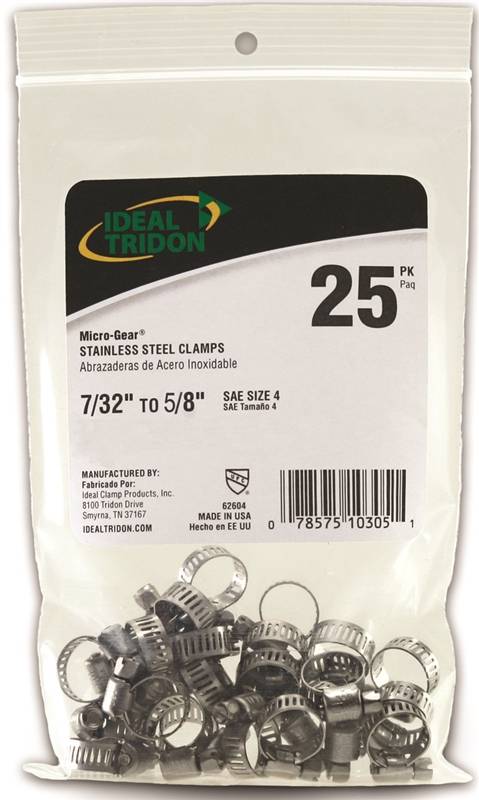 IDEAL
TRIDON
25 PK
Paq
Micro-Gear®
STAINLESS STEEL CLAMPS
Abrazaderas de Acero Inoxidable
7/32" TO 5/8" SAE SIZE 4
SAE Tamaño 4
MANUFACTURED BY:
Fabricado Por:
Ideal Clamp Products, Inc.
8100 Tridon Drive
Smyrna, TN 37167
IDEALTRIDON.COM
UPC
62604
MADE IN USA
Hecho en EE UU
0 78575 10305 1